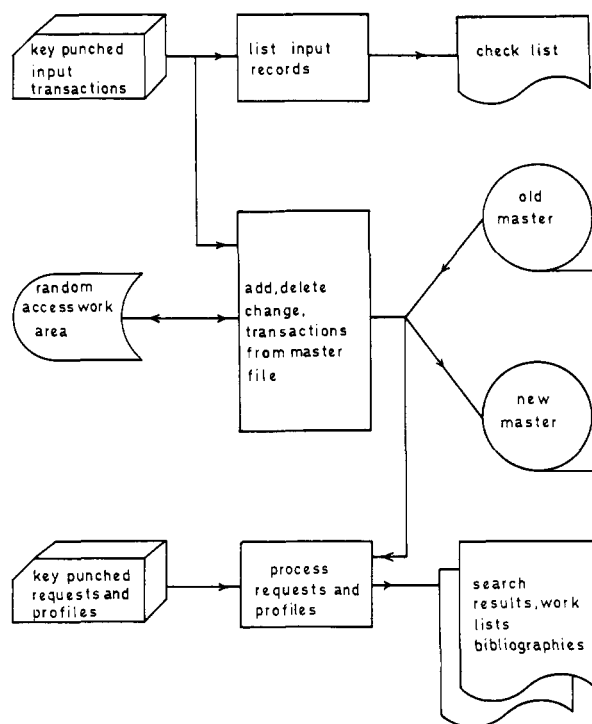 key punched
input
transactions
list input
records
check list
old
master
random
access work
area
add, delete
change,
transactions
from master
file
new
master
key punched
requests and
profiles
process
requests and
profiles
search
results, work
lists
bibliographies